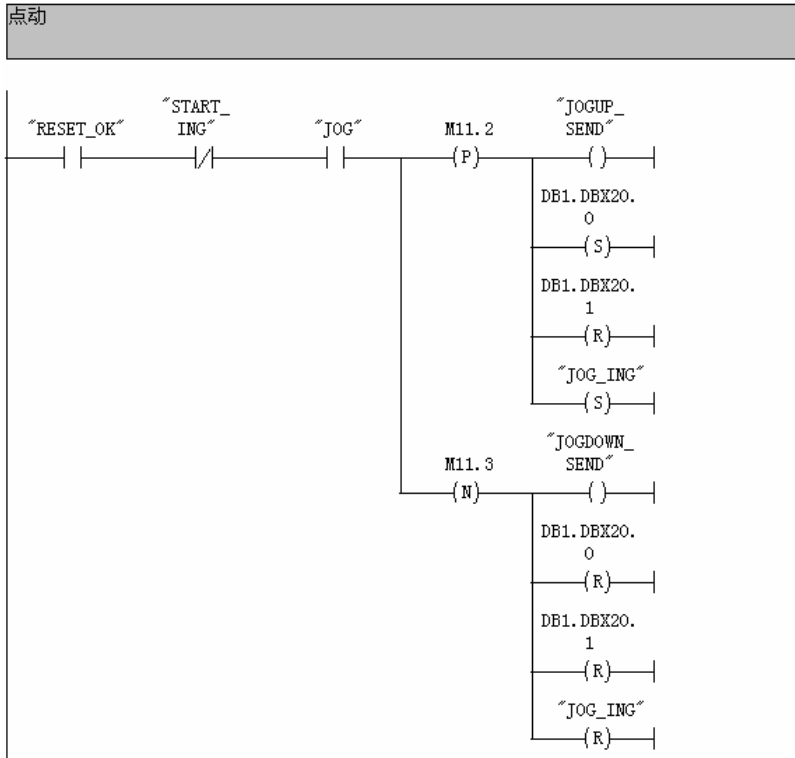 点动
"START_
"RESET_OK" ING" "JOG" M11.2
"JOGUP_
SEND"
(P) ( )
DB1.DBX20.
0
(S)
DB1.DBX20.
1
(R)
"JOG_ING"
(S)
M11.3
"JOGDOWN_
SEND"
(N) ( )
DB1.DBX20.
0
(R)
DB1.DBX20.
1
(R)
"JOG_ING"
(R)